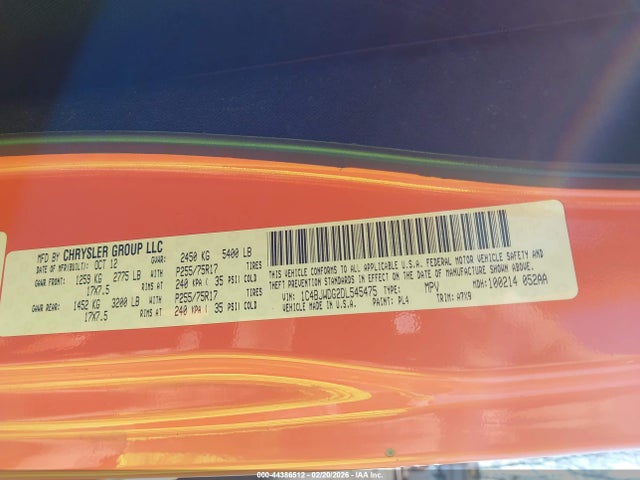 MFD BY CHRYSLER GROUP LLC
DATE OF MFR(BUILT): OCT 12 GVWR: 2450 KG 5400 LB
GAWR FRONT: 1259 KG 2775 LB WITH P255/75R17 TIRES
17X7.5 RIMS AT 240 KPA ( 35 PSI) COLD
GAWR REAR: 1452 KG 3200 LB WITH P255/75R17 TIRES
17X7.5 RIMS AT 240 KPA ( 35 PSI) COLD
THIS VEHICLE CONFORMS TO ALL APPLICABLE U.S.A. FEDERAL MOTOR VEHICLE SAFETY AND
THEFT PREVENTION STANDARDS IN EFFECT ON THE DATE OF MANUFACTURE SHOWN ABOVE.
VIN: 1C4BJWDG2DL545475 TYPE: MPV MDH:100214 052AA
VEHICLE MADE IN U.S.A. PAINT: PL4 TRIM: A7X9
000-44386512 - 02/20/2026 - IAA Inc.